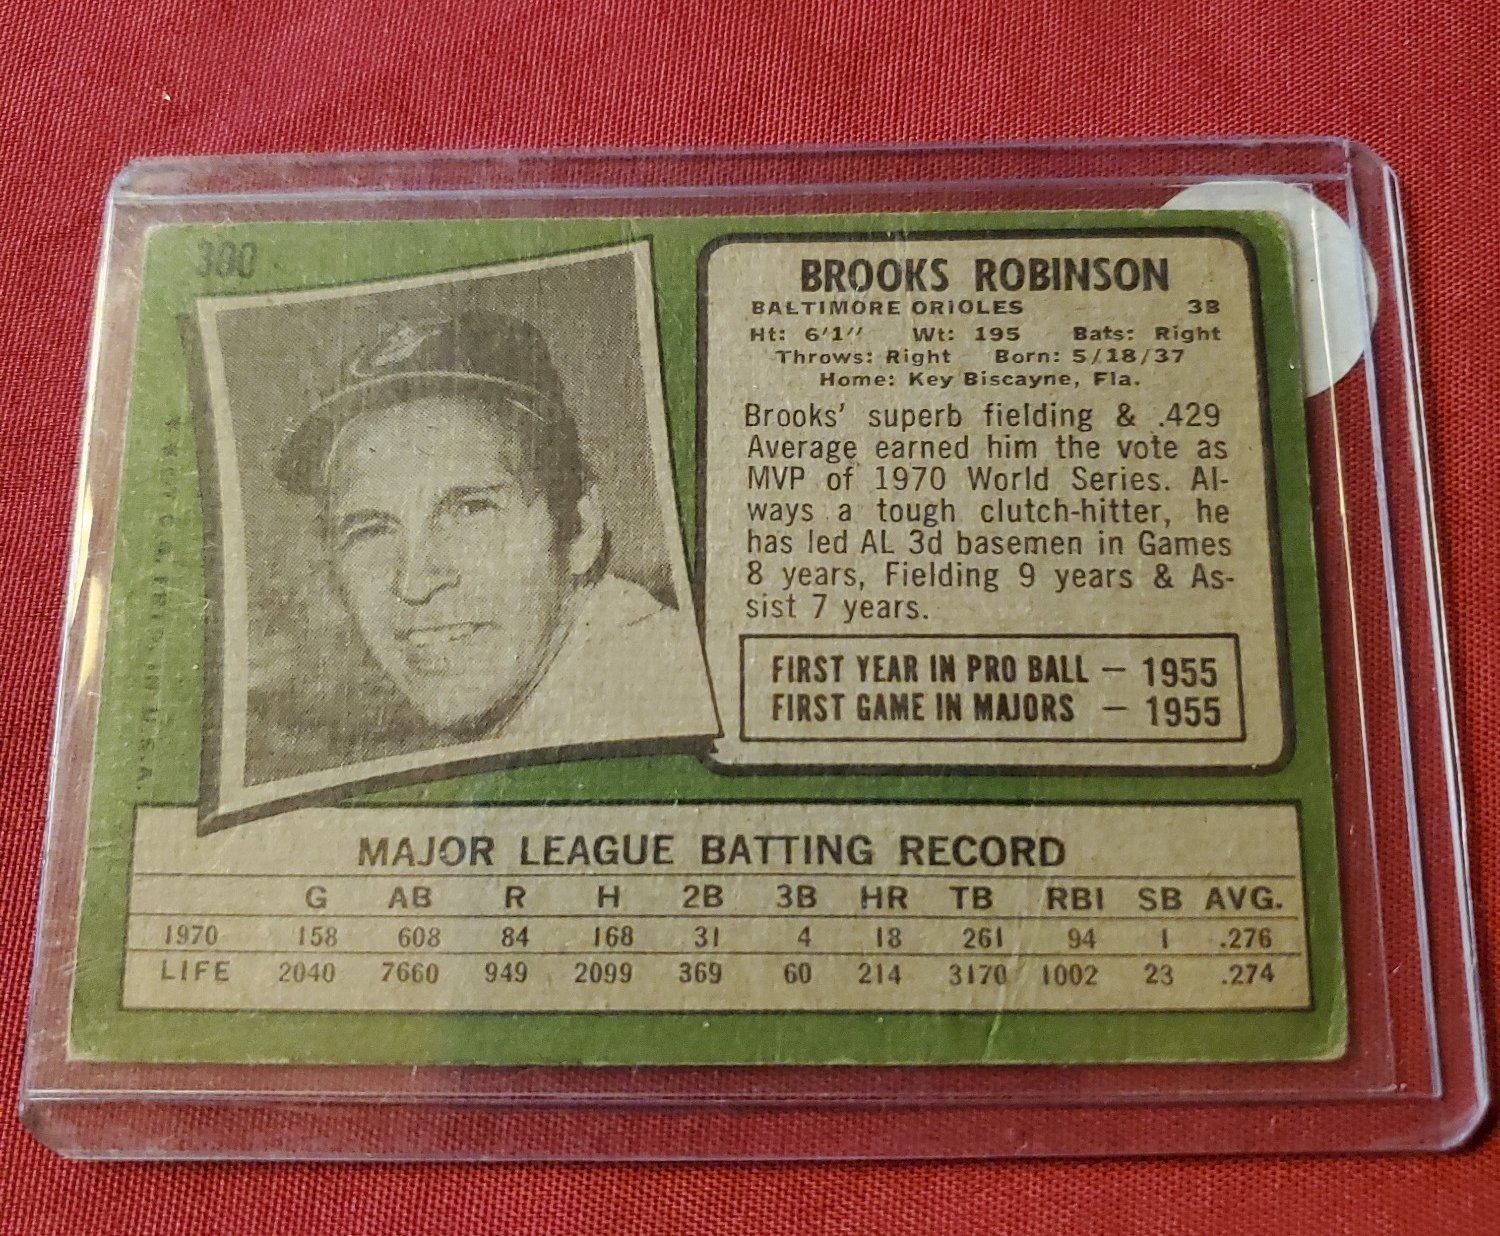 300
BROOKS ROBINSON
BALTIMORE ORIOLES 3B
Ht: 6'1" Wt: 195 Bats: Right
Throws: Right Born: 5/18/37
Home: Key Biscayne, Fla.
Brooks' superb fielding & .429
Average earned him the vote as
MVP of 1970 World Series. Al-
ways a tough clutch-hitter, he
has led AL 3d basemen in Games
8 years, Fielding 9 years & As-
sist 7 years.
FIRST YEAR IN PRO BALL — 1955
FIRST GAME IN MAJORS — 1955
MAJOR LEAGUE BATTING RECORD
G AB R H 2B 3B HR TB RBI SB AVG.
1970 158 608 84 168 31 4 18 261 94 1 .276
LIFE 2040 7660 949 2099 369 60 214 3170 1002 23 .274